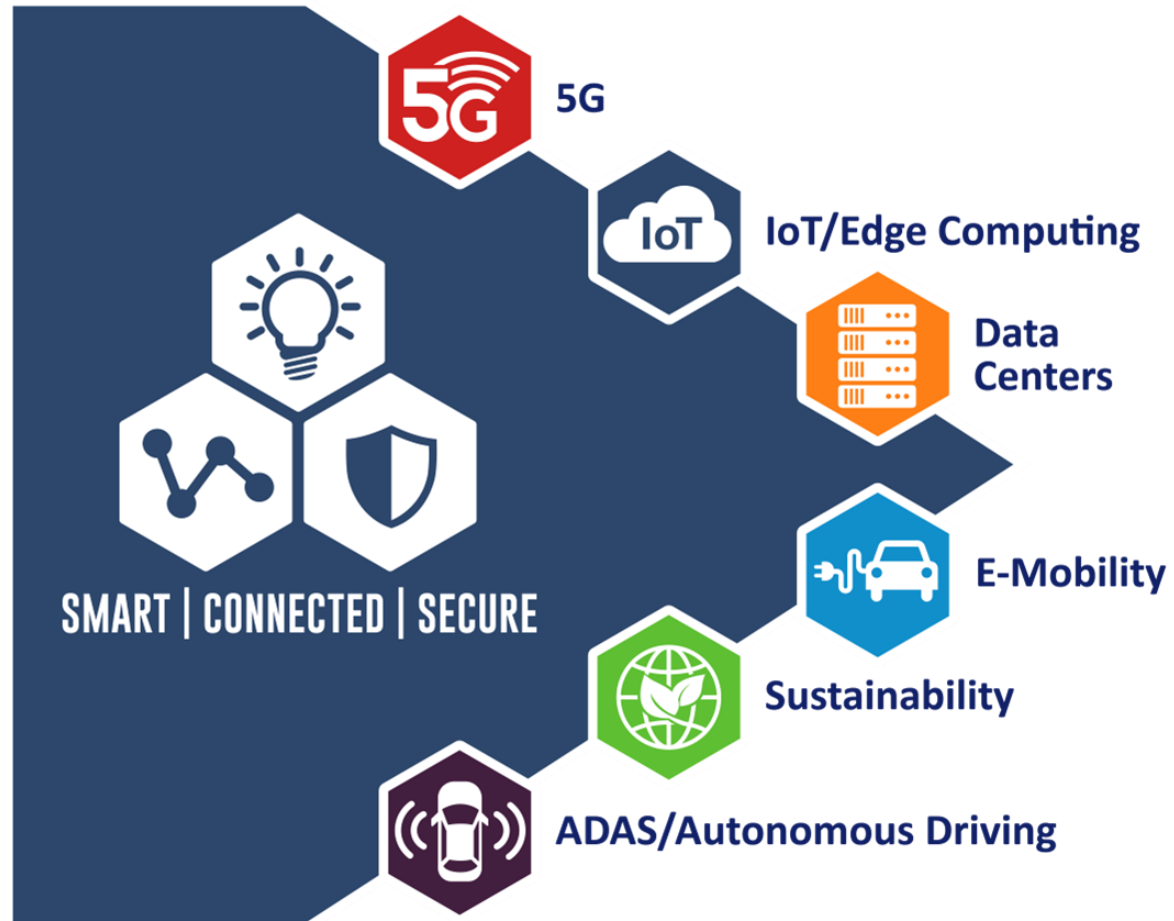 5G
5G
IoT
IoT/Edge Computing
Data
Centers
SMART | CONNECTED | SECURE
E-Mobility
Sustainability
ADAS/Autonomous Driving